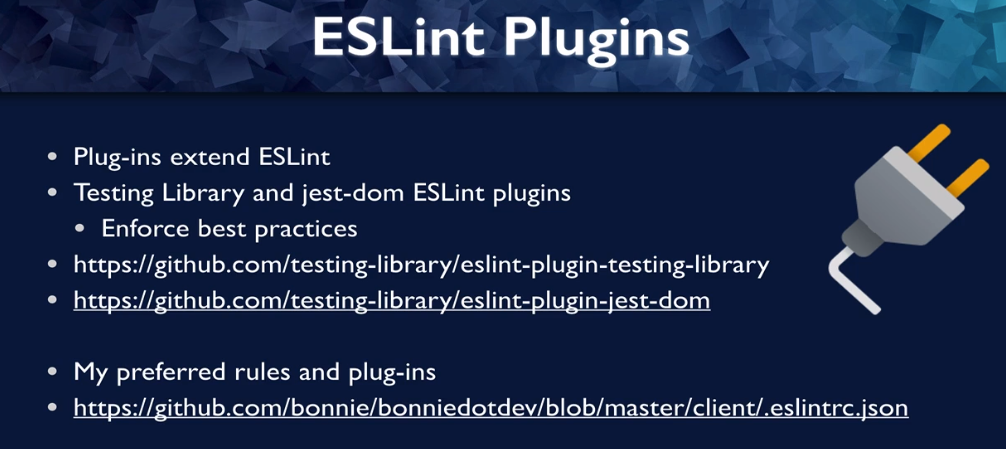 ESLint Plugins
• Plug-ins extend ESLint
• Testing Library and jest-dom ESLint plugins
• Enforce best practices
• https://github.com/testing-library/eslint-plugin-testing-library
• https://github.com/testing-library/eslint-plugin-jest-dom
• My preferred rules and plug-ins
• https://github.com/bonnie/bonniedotdev/blob/master/client/.eslintrc.json